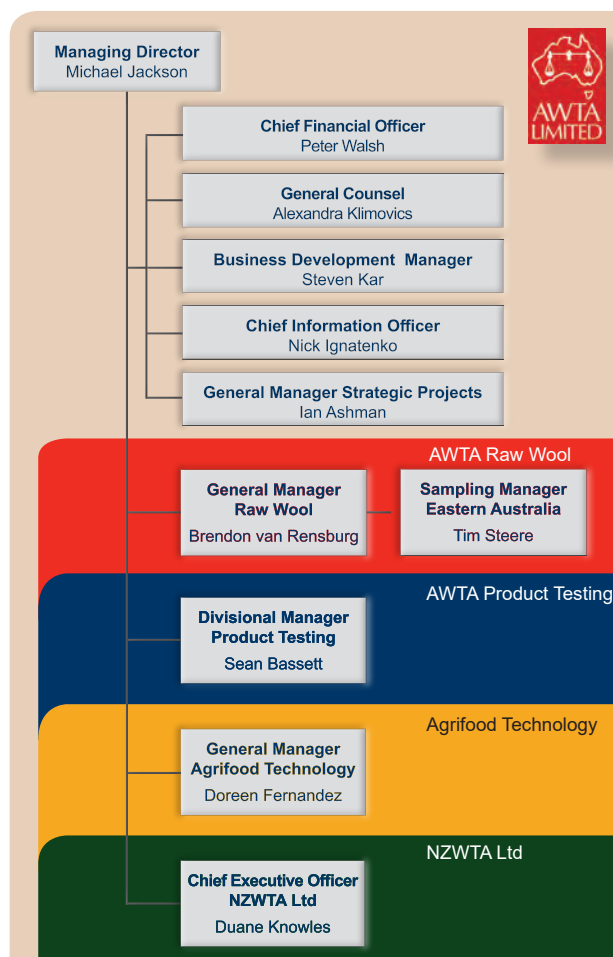 Managing Director
Michael Jackson
AWTA
LIMITED
Chief Financial Officer
Peter Walsh
General Counsel
Alexandra Klimovics
Business Development Manager
Steven Kar
Chief Information Officer
Nick Ignatenko
General Manager Strategic Projects
Ian Ashman
AWTA Raw Wool
General Manager
Raw Wool
Brendon van Rensburg
Sampling Manager
Eastern Australia
Tim Steere
AWTA Product Testing
Divisional Manager
Product Testing
Sean Bassett
Agrifood Technology
General Manager
Agrifood Technology
Doreen Fernandez
NZWTA Ltd
Chief Executive Officer
NZWTA Ltd
Duane Knowles